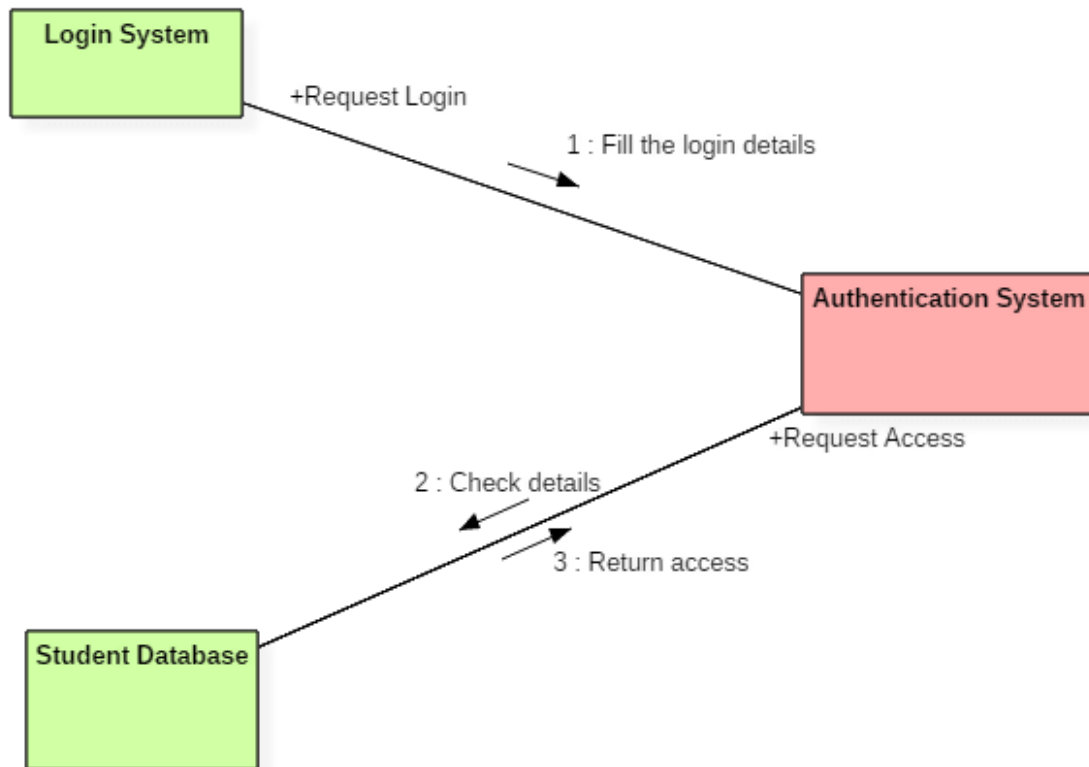 Login System
+Request Login
1 : Fill the login details
Authentication System
+Request Access
2 : Check details
3 : Return access
Student Database